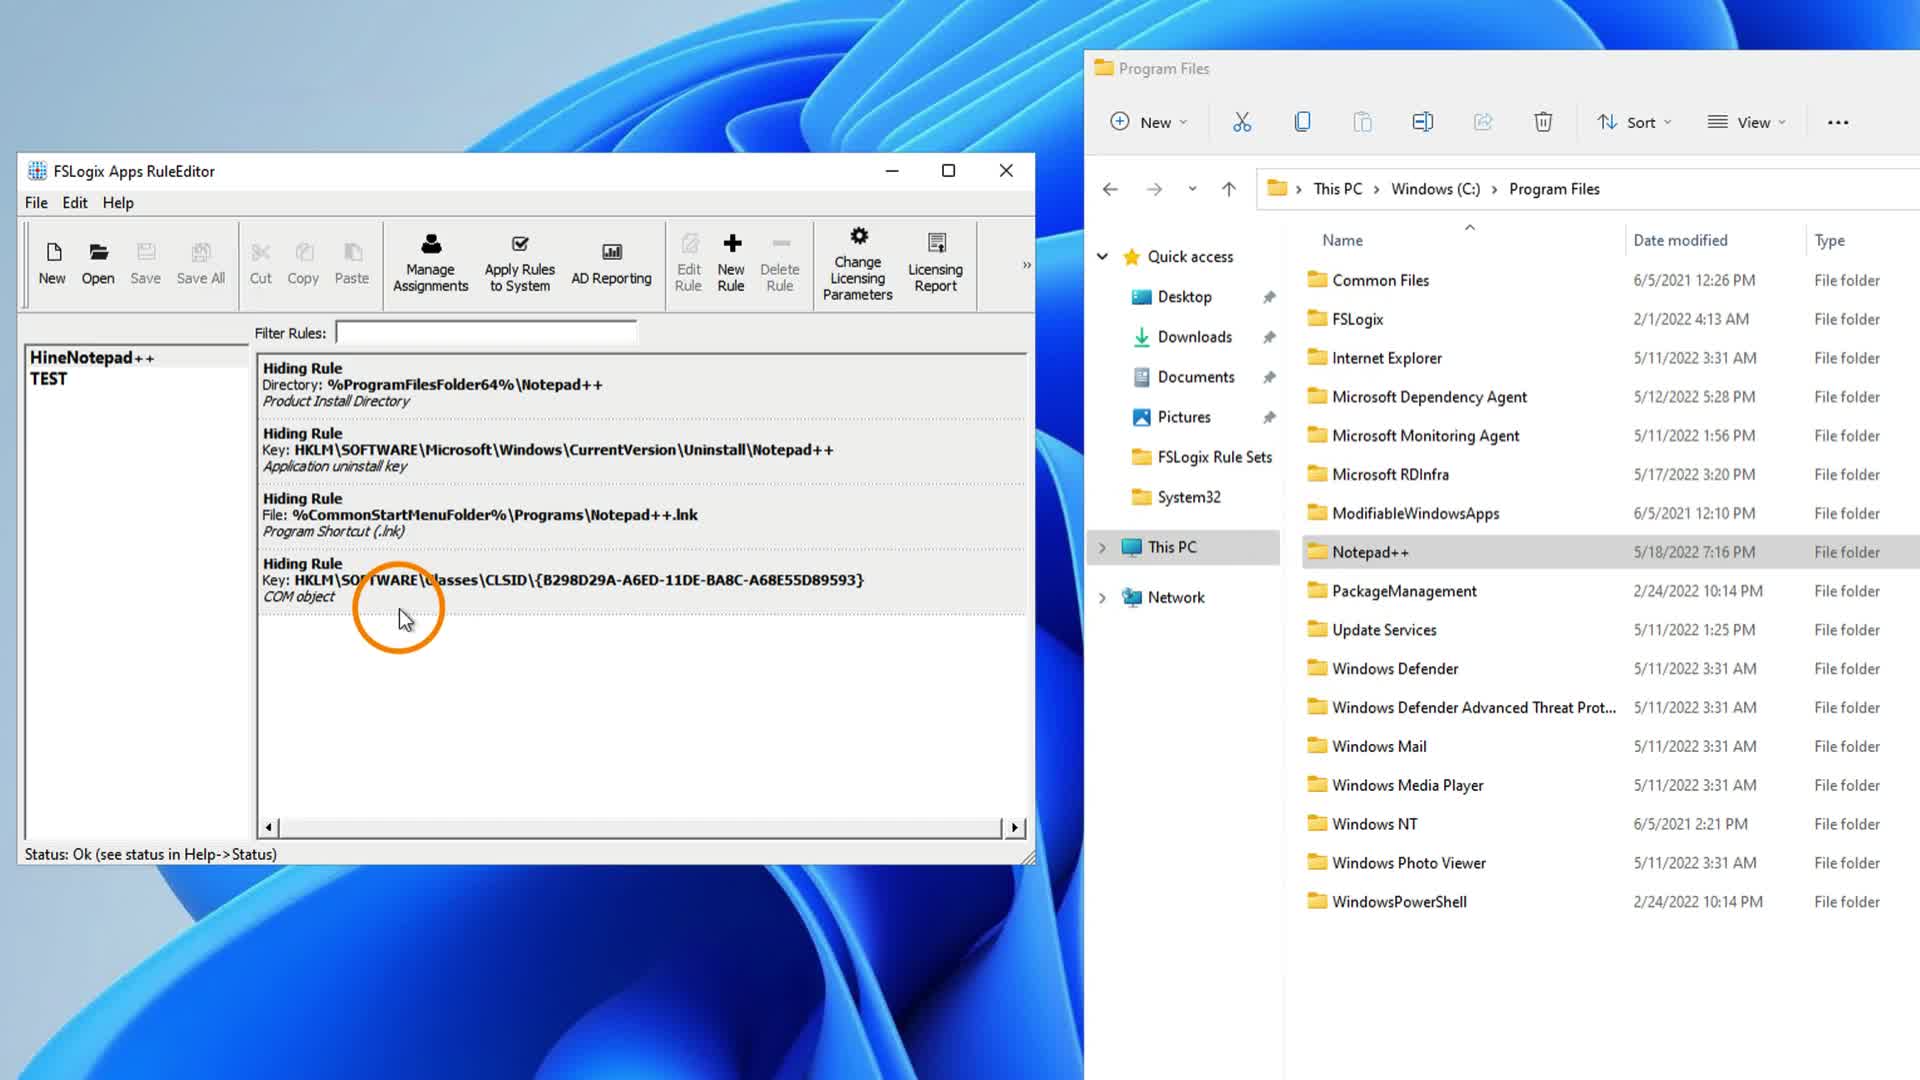 FSLogix Apps RuleEditor
File Edit Help
New Open Save Save All Cut Copy Paste
Manage Assignments
Apply Rules to System
AD Reporting
Edit Rule
New Rule
Delete Rule
Change Licensing Parameters
Licensing Report
»
Filter Rules:
HineNotepad++
TEST
Hiding Rule
Directory: %ProgramFilesFolder64%\Notepad++
Product Install Directory
Hiding Rule
Key: HKLM\SOFTWARE\Microsoft\Windows\CurrentVersion\Uninstall\Notepad++
Application uninstall key
Hiding Rule
File: %CommonStartMenuFolder%\Programs\Notepad++.lnk
Program Shortcut (.lnk)
Hiding Rule
Key: HKLM\SOFTWARE\Classes\CLSID\{B298D29A-A6ED-11DE-BA8C-A68E55D89593}
COM object
Status: Ok (see status in Help->Status)
Program Files
New Sort View
This PC > Windows (C:) > Program Files
Quick access
Desktop
Downloads
Documents
Pictures
FSLogix Rule Sets
System32
This PC
Network
Name Date modified Type
Common Files 6/5/2021 12:26 PM File folder
FSLogix 2/1/2022 4:13 AM File folder
Internet Explorer 5/11/2022 3:31 AM File folder
Microsoft Dependency Agent 5/12/2022 5:28 PM File folder
Microsoft Monitoring Agent 5/11/2022 1:56 PM File folder
Microsoft RDInfra 5/17/2022 3:20 PM File folder
ModifiableWindowsApps 6/5/2021 12:10 PM File folder
Notepad++ 5/18/2022 7:16 PM File folder
PackageManagement 2/24/2022 10:14 PM File folder
Update Services 5/11/2022 1:25 PM File folder
Windows Defender 5/11/2022 3:31 AM File folder
Windows Defender Advanced Threat Prot... 5/11/2022 3:31 AM File folder
Windows Mail 5/11/2022 3:31 AM File folder
Windows Media Player 5/11/2022 3:31 AM File folder
Windows NT 6/5/2021 2:21 PM File folder
Windows Photo Viewer 5/11/2022 3:31 AM File folder
WindowsPowerShell 2/24/2022 10:14 PM File folder